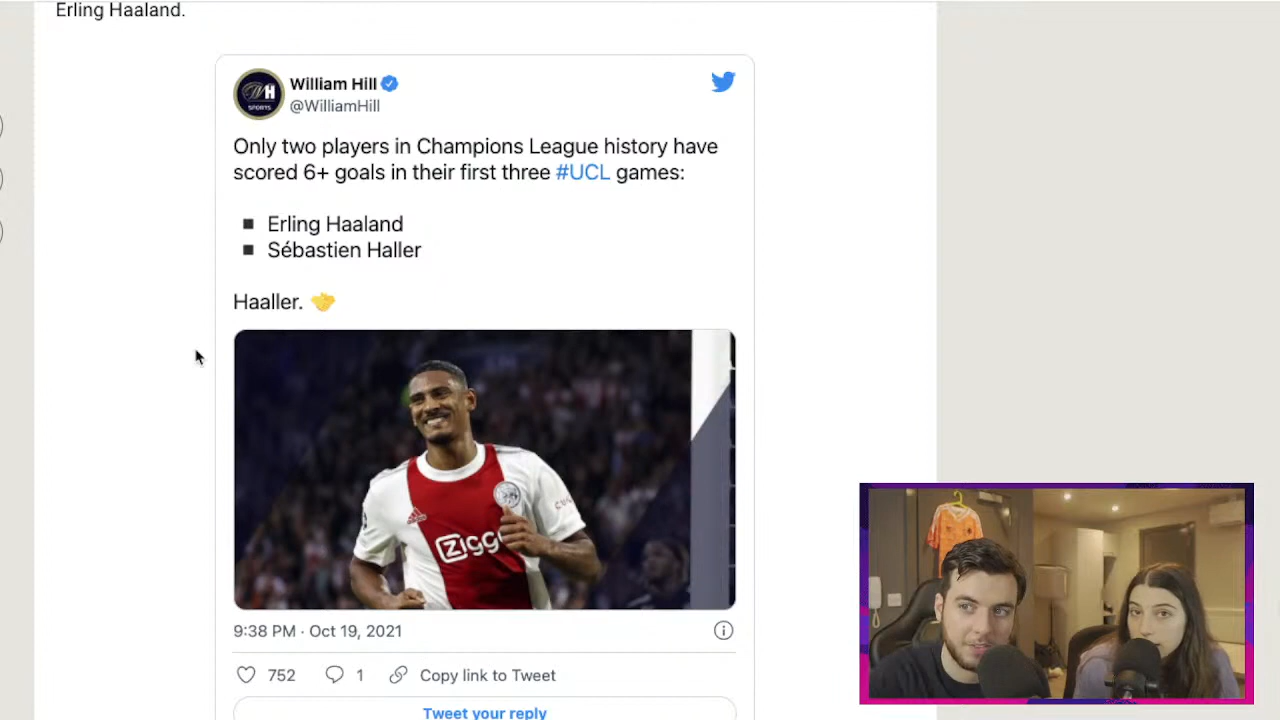 Erling Haaland.
William Hill
@WilliamHill
WH
SPORTS
Only two players in Champions League history have
scored 6+ goals in their first three #UCL games:
Erling Haaland
Sébastien Haller
Haaller.
Ziggo
9:38 PM · Oct 19, 2021
752
1
Copy link to Tweet
Tweet your reply